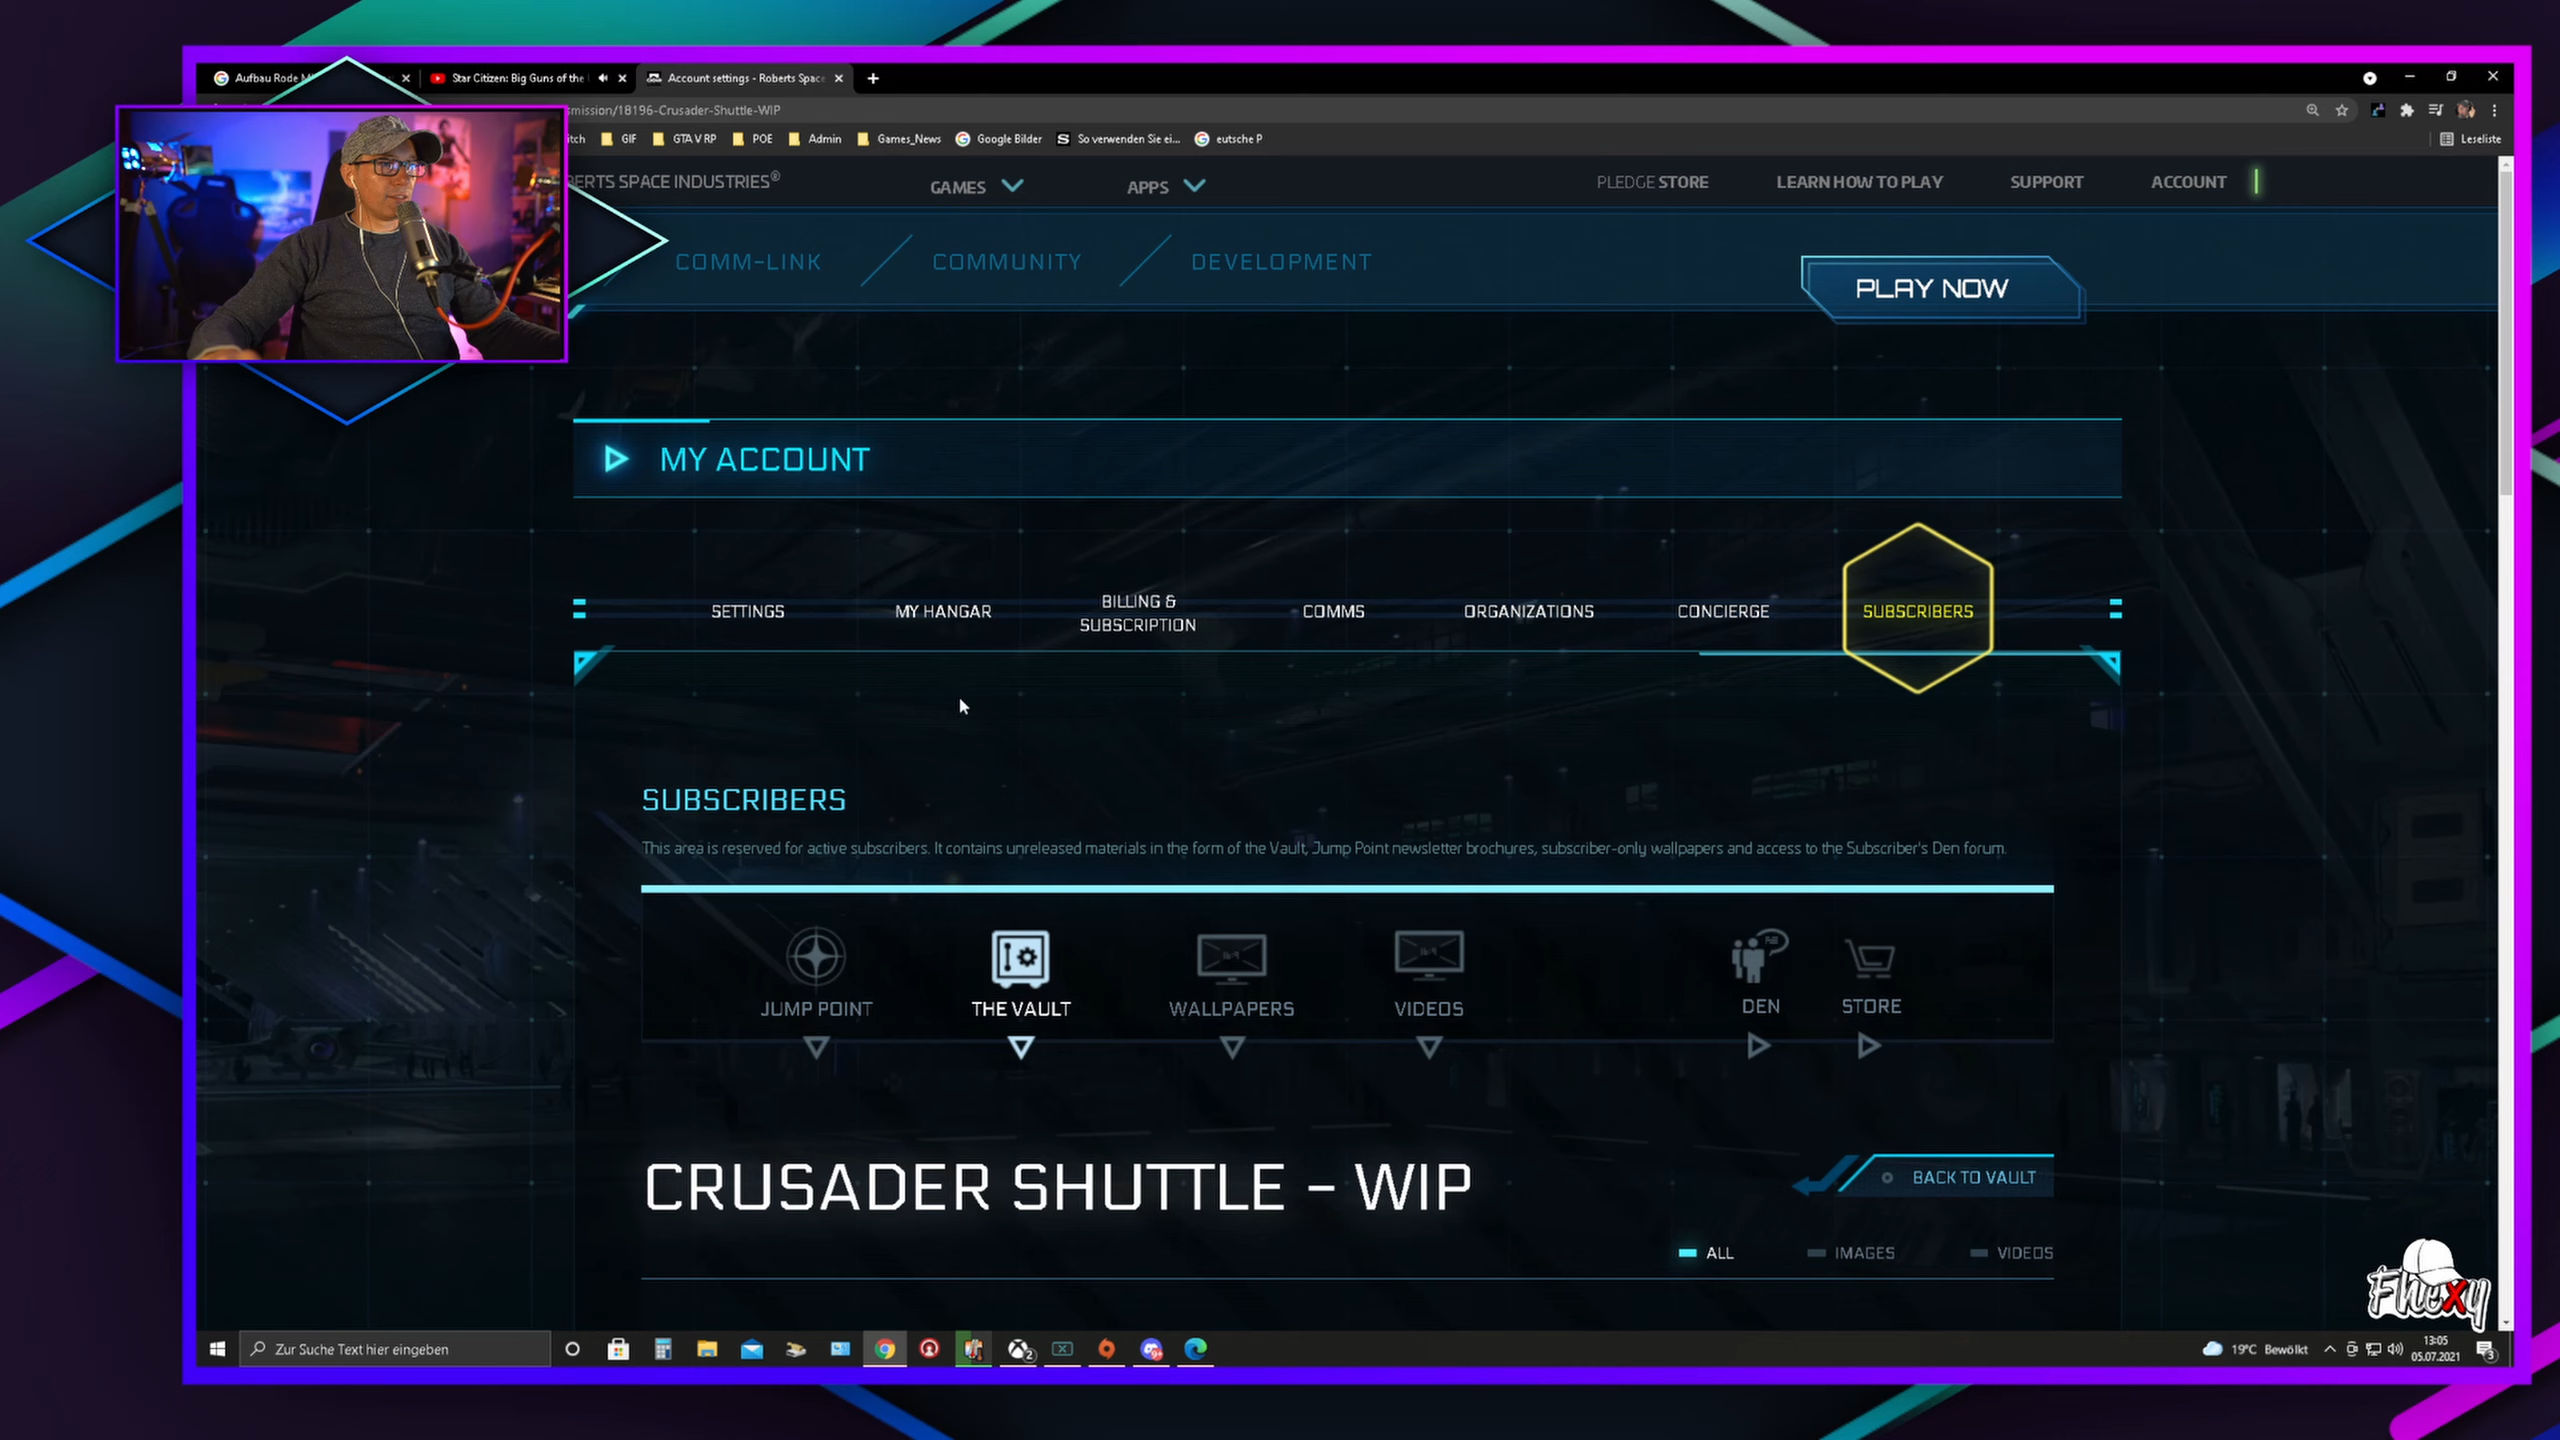 Aufbau Rode M
Star Citizen: Big Guns of the
Account settings - Roberts Space
smission/18196-Crusader-Shuttle-WIP
itch
GIF
GTA V RP
POE
Admin
Games_News
Google Bilder
So verwenden Sie ei...
eutsche P
Leseliste
BERTS SPACE INDUSTRIES®
GAMES
APPS
PLEDGE STORE
LEARN HOW TO PLAY
SUPPORT
ACCOUNT
COMM-LINK
COMMUNITY
DEVELOPMENT
PLAY NOW
MY ACCOUNT
SETTINGS
MY HANGAR
BILLING &
SUBSCRIPTION
COMMS
ORGANIZATIONS
CONCIERGE
SUBSCRIBERS
SUBSCRIBERS
This area is reserved for active subscribers. It contains unreleased materials in the form of the Vault, Jump Point newsletter brochures, subscriber-only wallpapers and access to the Subscriber's Den forum.
JUMP POINT
THE VAULT
WALLPAPERS
VIDEOS
DEN
STORE
CRUSADER SHUTTLE - WIP
BACK TO VAULT
ALL
IMAGES
VIDEOS
Fhexy
Zur Suche Text hier eingeben
19°C Bewölkt
13:05
05.07.2021